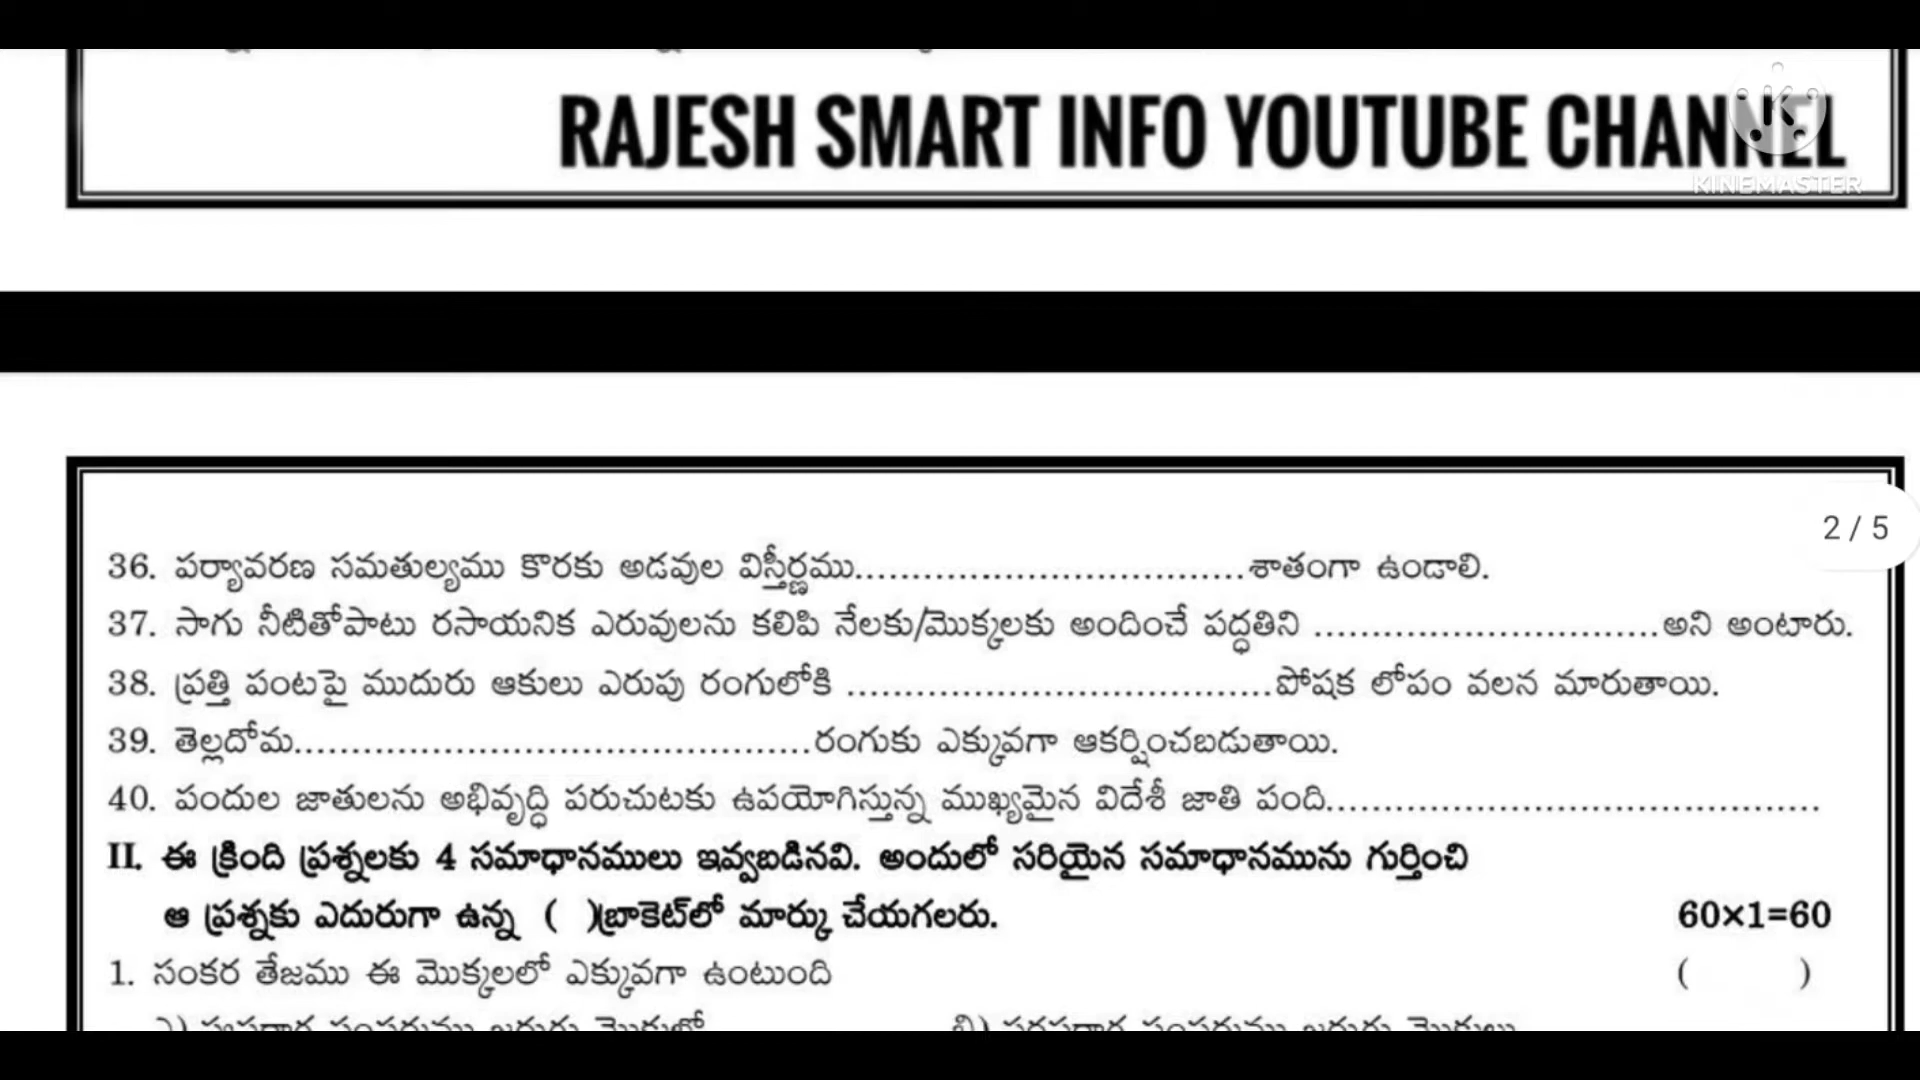 RAJESH SMART INFO YOUTUBE CHANNEL
KINEMASTER
2 / 5
36. పర్యావరణ సమతుల్యము కొరకు అడవుల విస్తీర్ణము..................................శాతంగా ఉండాలి.
37. సాగు నీటితోపాటు రసాయనిక ఎరువులను కలిపి నేలకు/మొక్కలకు అందించే పద్ధతిని ..............................అని అంటారు.
38. ప్రత్తి పంటపై ముదురు ఆకులు ఎరుపు రంగులోకి .....................................పోషక లోపం వలన మారుతాయి.
39. తెల్లదోమ.............................................రంగుకు ఎక్కువగా ఆకర్షించబడుతాయి.
40. పందుల జాతులను అభివృద్ధి పరుచుటకు ఉపయోగిస్తున్న ముఖ్యమైన విదేశీ జాతి పంది...........................................
II. ఈ క్రింది ప్రశ్నలకు 4 సమాధానములు ఇవ్వబడినవి. అందులో సరియైన సమాధానమును గుర్తించి
ఆ ప్రశ్నకు ఎదురుగా ఉన్న ( )బ్రాకెట్‌లో మార్కు చేయగలరు. 60×1=60
1. సంకర తేజము ఈ మొక్కలలో ఎక్కువగా ఉంటుంది ( )